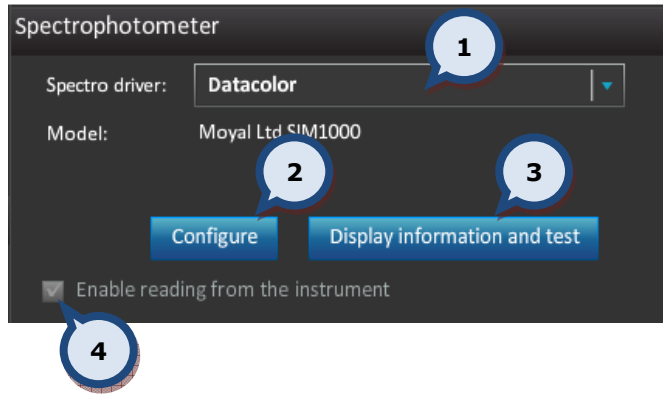 Spectrophotometer
1
Spectro driver: Datacolor
Model: Moyal Ltd SIM1000
2 3
Configure Display information and test
Enable reading from the instrument
4